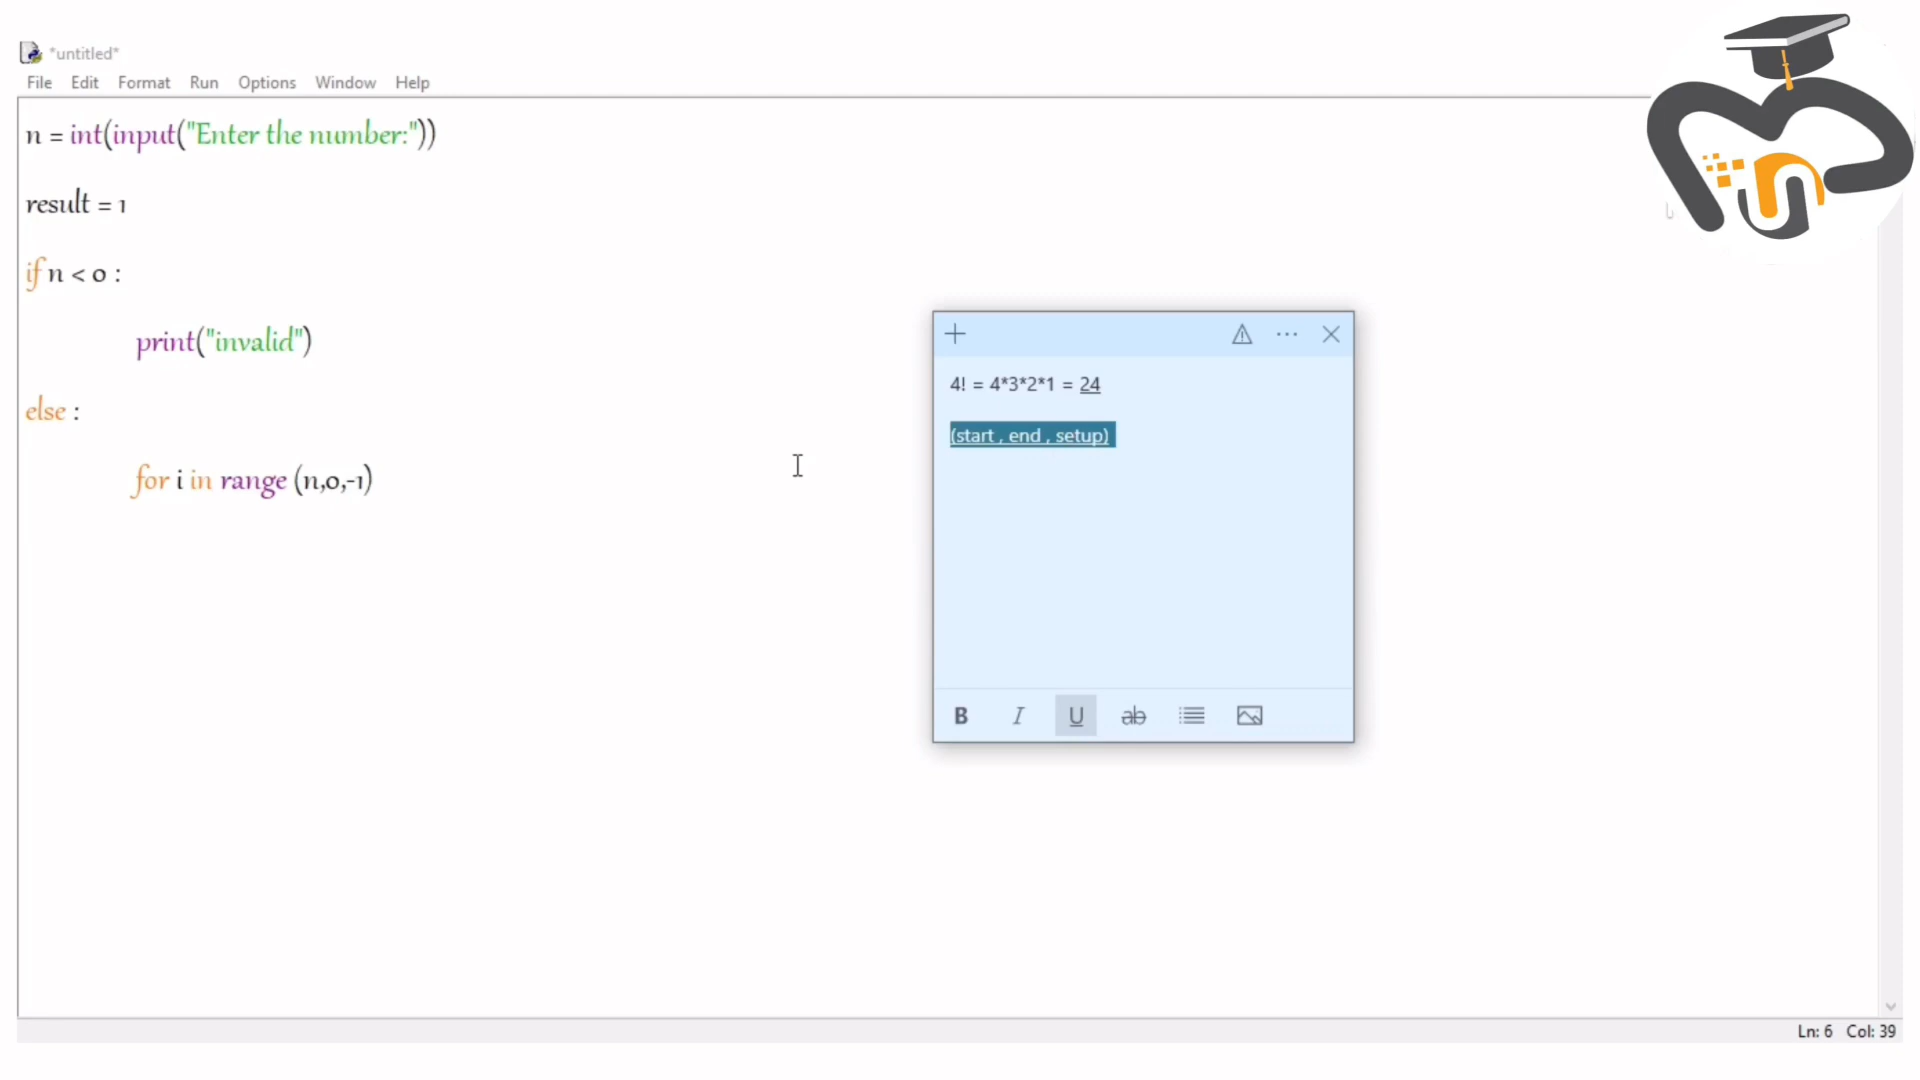 *untitled*
File Edit Format Run Options Window Help
n = int(input("Enter the number:"))
result = 1
if n < 0 :
print("invalid")
else :
for i in range (n,0,-1)
4! = 4*3*2*1 = 24
(start , end , setup)
B I U ab
Ln: 6 Col: 39